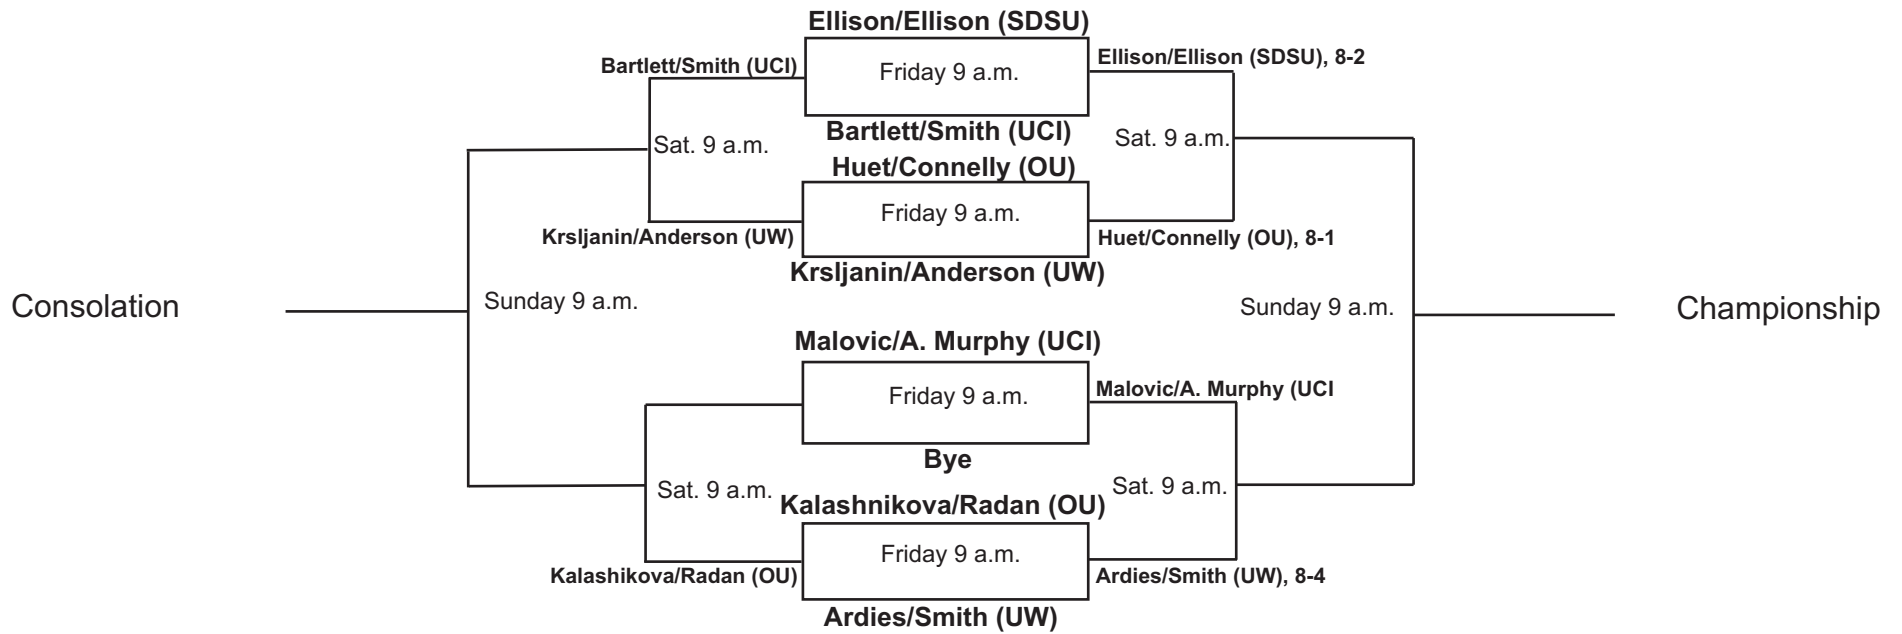 Ellison/Ellison (SDSU)
Bartlett/Smith (UCI)
Friday 9 a.m.
Ellison/Ellison (SDSU), 8-2
Bartlett/Smith (UCI)
Sat. 9 a.m.
Sat. 9 a.m.
Huet/Connelly (OU)
Friday 9 a.m.
Krsljanin/Anderson (UW)
Huet/Connelly (OU), 8-1
Krsljanin/Anderson (UW)
Consolation
Sunday 9 a.m.
Sunday 9 a.m.
Championship
Malovic/A. Murphy (UCI)
Friday 9 a.m.
Malovic/A. Murphy (UCI
Bye
Sat. 9 a.m.
Sat. 9 a.m.
Kalashnikova/Radan (OU)
Friday 9 a.m.
Kalashikova/Radan (OU)
Ardies/Smith (UW), 8-4
Ardies/Smith (UW)